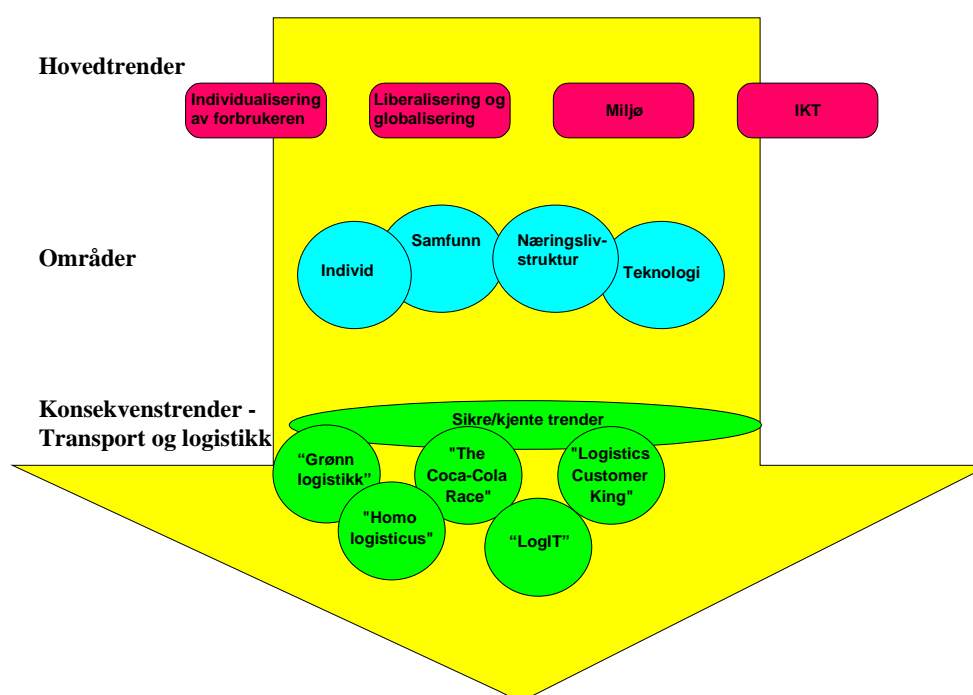 Hovedtrender
Individualisering
av forbrukeren
Liberalisering og
globalisering
Miljø
IKT
Områder
Individ
Samfunn
Næringsliv-
struktur
Teknologi
Konsekvenstrender -
Transport og logistikk
Sikre/kjente trender
“Grønn
logistikk”
"The
Coca-Cola
Race"
"Logistics
Customer
King"
"Homo
logisticus"
“LogIT”